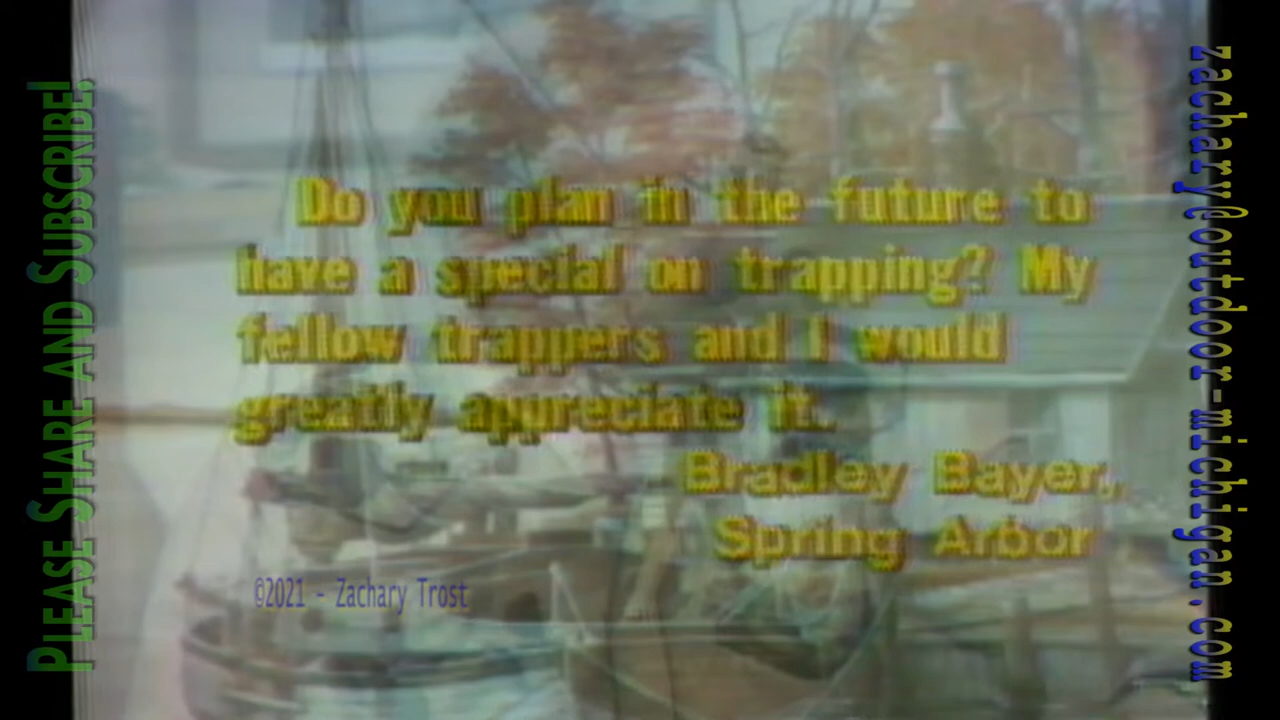 PLEASE SHARE AND SUBSCRIBE!
Do you plan in the future to
have a special on trapping? My
fellow trappers and I would
greatly appreciate it.
Bradley Bayer,
Spring Arbor
©2021 - Zachary Trost
zachary@outdoor-michigan.com